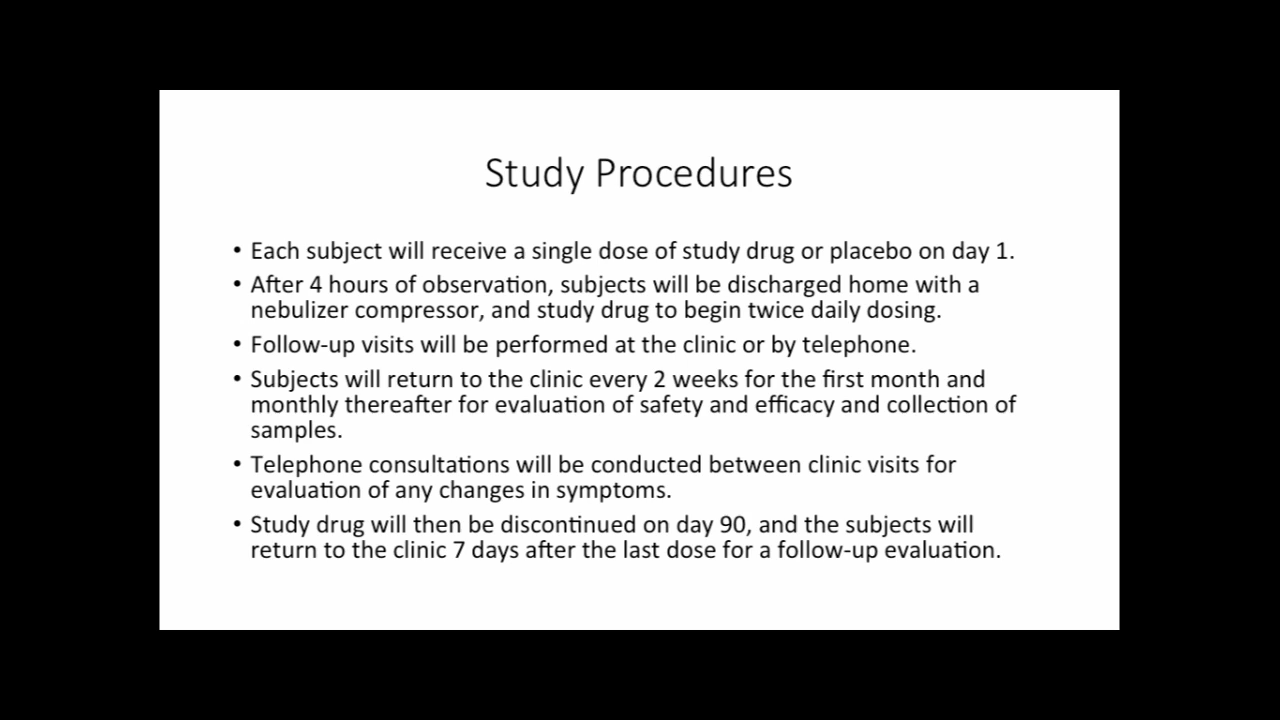 Study Procedures
• Each subject will receive a single dose of study drug or placebo on day 1.
• After 4 hours of observation, subjects will be discharged home with a
nebulizer compressor, and study drug to begin twice daily dosing.
• Follow-up visits will be performed at the clinic or by telephone.
• Subjects will return to the clinic every 2 weeks for the first month and
monthly thereafter for evaluation of safety and efficacy and collection of
samples.
• Telephone consultations will be conducted between clinic visits for
evaluation of any changes in symptoms.
• Study drug will then be discontinued on day 90, and the subjects will
return to the clinic 7 days after the last dose for a follow-up evaluation.